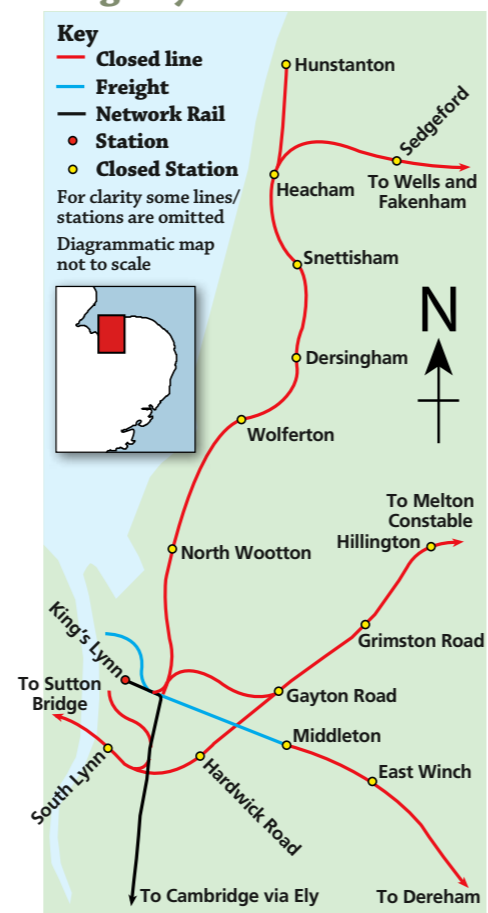 Key
Closed line
Freight
Network Rail
Station
Closed Station
For clarity some lines/
stations are omitted
Diagrammatic map
not to scale
Hunstanton
Sedgeford
Heacham
To Wells and
Fakenham
Snettisham
N
Dersingham
Wolferton
To Melton
Constable
Hillington
North Wootton
Grimston Road
King's Lynn
To Sutton
Bridge
Gayton Road
Middleton
East Winch
South Lynn
Hardwick Road
To Cambridge via Ely
To Dereham